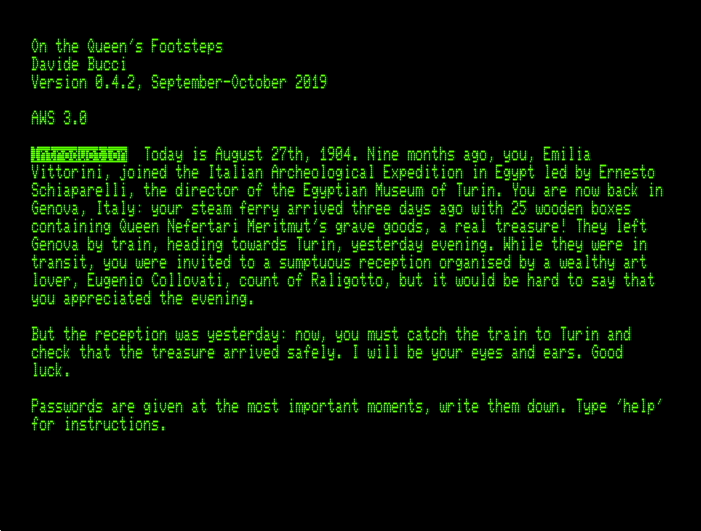 On the Queen's Footsteps
Davide Bucci
Version 0.4.2, September-October 2019
AWS 3.0
Introduction Today is August 27th, 1904. Nine months ago, you, Emilia
Vittorini, joined the Italian Archeological Expedition in Egypt led by Ernesto
Schiaparelli, the director of the Egyptian Museum of Turin. You are now back in
Genova, Italy: your steam ferry arrived three days ago with 25 wooden boxes
containing Queen Nefertari Meritmut's grave goods, a real treasure! They left
Genova by train, heading towards Turin, yesterday evening. While they were in
transit, you were invited to a sumptuous reception organised by a wealthy art
lover, Eugenio Collovati, count of Raligotto, but it would be hard to say that
you appreciated the evening.
But the reception was yesterday: now, you must catch the train to Turin and
check that the treasure arrived safely. I will be your eyes and ears. Good
luck.
Passwords are given at the most important moments, write them down. Type 'help'
for instructions.